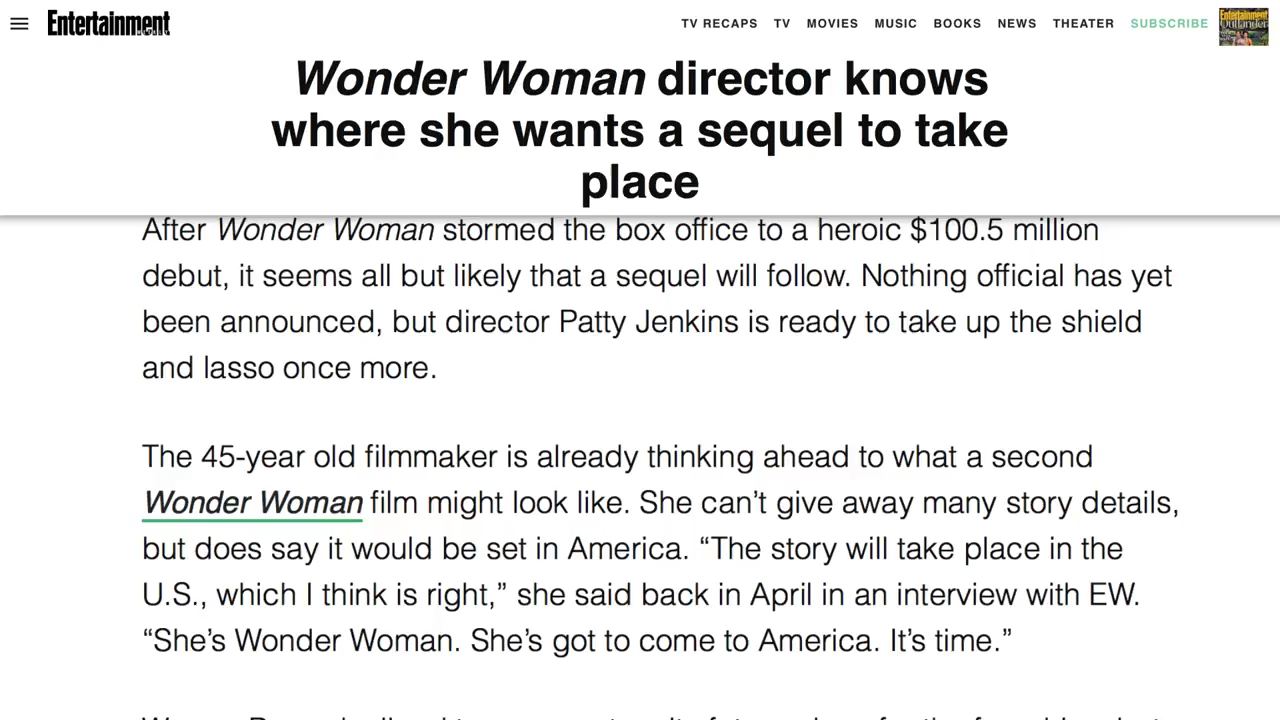 Entertainment
TV RECAPS TV MOVIES MUSIC BOOKS NEWS THEATER SUBSCRIBE
Entertainment
Outlander
Wonder Woman director knows
where she wants a sequel to take
place
After Wonder Woman stormed the box office to a heroic $100.5 million
debut, it seems all but likely that a sequel will follow. Nothing official has yet
been announced, but director Patty Jenkins is ready to take up the shield
and lasso once more.
The 45-year old filmmaker is already thinking ahead to what a second
Wonder Woman film might look like. She can’t give away many story details,
but does say it would be set in America. “The story will take place in the
U.S., which I think is right,” she said back in April in an interview with EW.
“She’s Wonder Woman. She’s got to come to America. It’s time.”